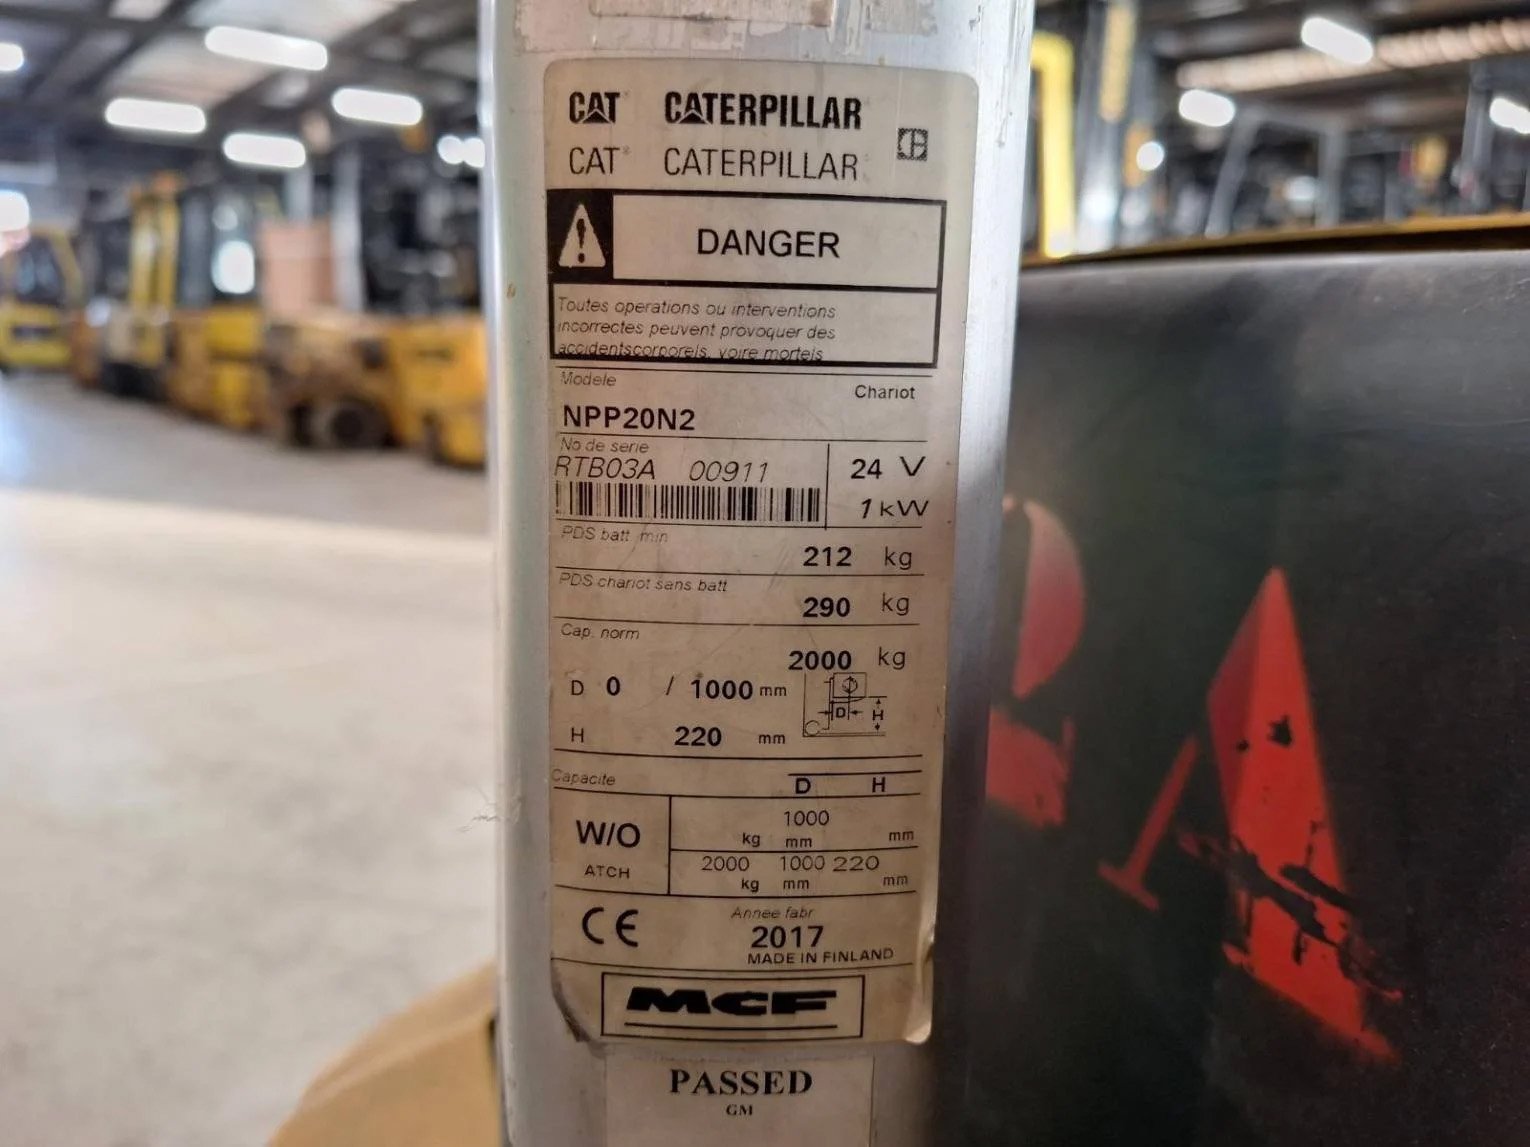 CAT CATERPILLAR
CAT® CATERPILLAR
DANGER
Toutes operations ou interventions
incorrectes peuvent provoquer des
accidentscorporels, voire mortels
Modele
Chariot
NPP20N2
No de serie
RTB03A 00911
24 V
1 kW
PDS batt min
212 kg
PDS chariot sans batt
290 kg
Cap. norm
2000 kg
D 0 / 1000 mm
D H
H 220 mm
Capacite D H
W/O
ATCH
1000
kg mm mm
2000 1000 220
kg mm mm
CE
Annee fabr
2017
MADE IN FINLAND
MCF
PASSED
GM
RA